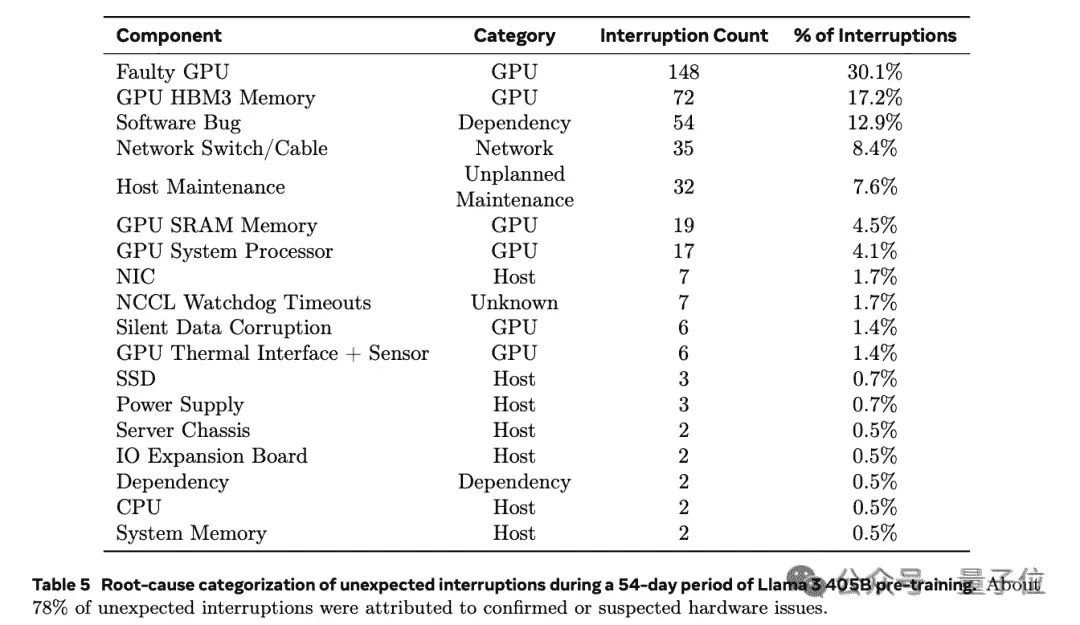 Component Category Interruption Count % of Interruptions
Faulty GPU GPU 148 30.1%
GPU HBM3 Memory GPU 72 17.2%
Software Bug Dependency 54 12.9%
Network Switch/Cable Network 35 8.4%
Host Maintenance Unplanned Maintenance 32 7.6%
GPU SRAM Memory GPU 19 4.5%
GPU System Processor GPU 17 4.1%
NIC Host 7 1.7%
NCCL Watchdog Timeouts Unknown 7 1.7%
Silent Data Corruption GPU 6 1.4%
GPU Thermal Interface + Sensor GPU 6 1.4%
SSD Host 3 0.7%
Power Supply Host 3 0.7%
Server Chassis Host 2 0.5%
IO Expansion Board Host 2 0.5%
Dependency Dependency 2 0.5%
CPU Host 2 0.5%
System Memory Host 2 0.5%
Table 5 Root-cause categorization of unexpected interruptions during a 54-day period of Llama 3 405B pre-training. About
78% of unexpected interruptions were attributed to confirmed or suspected hardware issues.
公众号 · 量子位